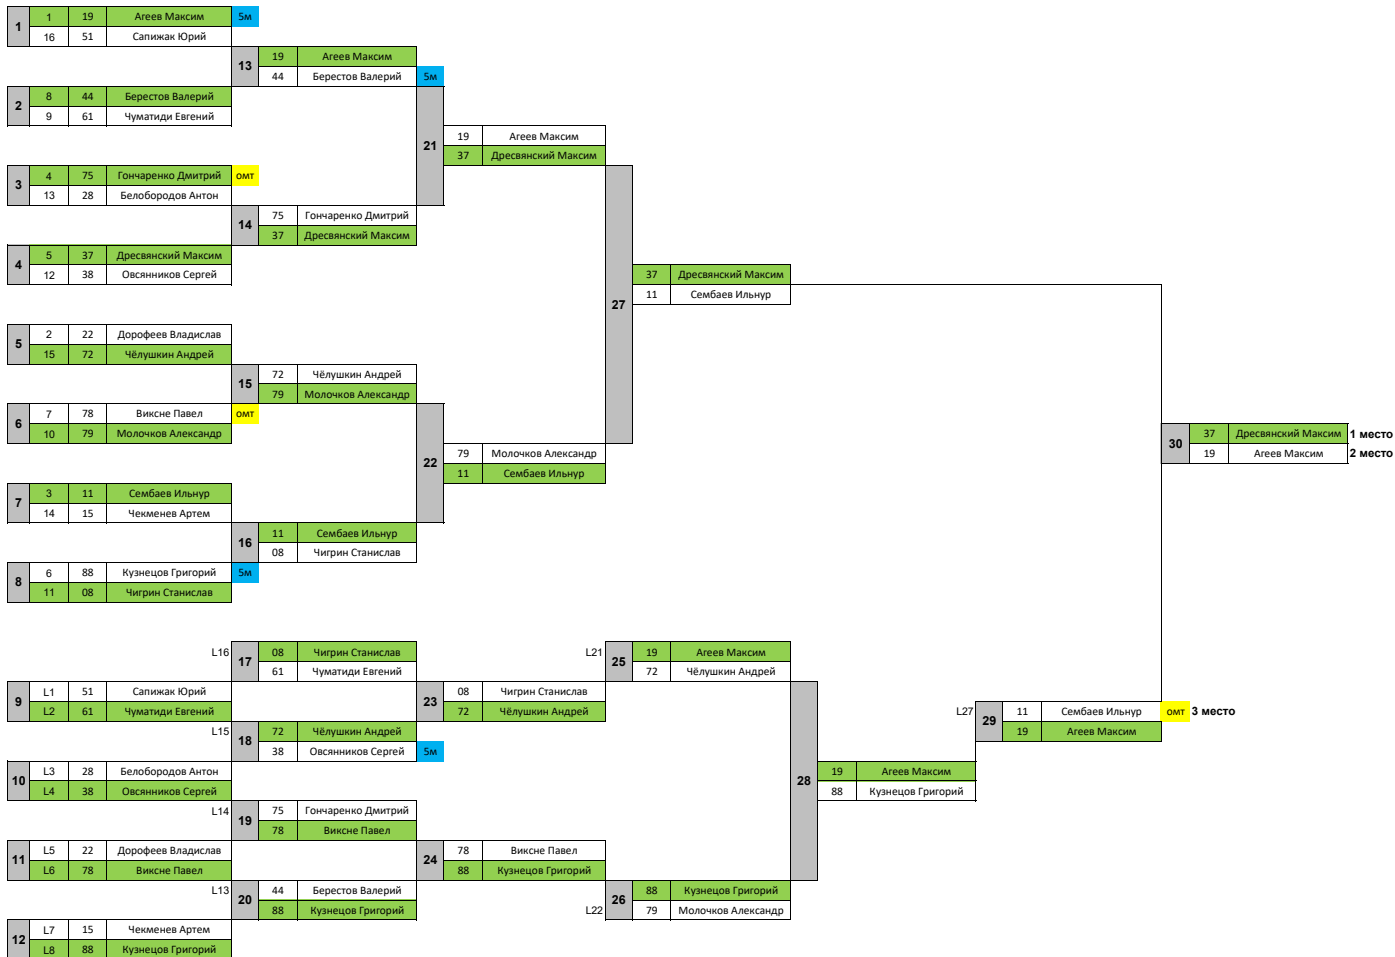 1 1 19 Агеев Максим 5м
16 51 Сапижак Юрий
13 19 Агеев Максим
44 Берестов Валерий 5м
2 8 44 Берестов Валерий
9 61 Чуматиди Евгений
21 19 Агеев Максим
37 Дресвянский Максим
3 4 75 Гончаренко Дмитрий омт
13 28 Белобородов Антон
14 75 Гончаренко Дмитрий
37 Дресвянский Максим
4 5 37 Дресвянский Максим
12 38 Овсянников Сергей
27 37 Дресвянский Максим
11 Сембаев Ильнур
5 2 22 Дорофеев Владислав
15 72 Чёлушкин Андрей
15 72 Чёлушкин Андрей
79 Молочков Александр
6 7 78 Виксне Павел омт
10 79 Молочков Александр
30 37 Дресвянский Максим 1 место
19 Агеев Максим 2 место
22 79 Молочков Александр
11 Сембаев Ильнур
7 3 11 Сембаев Ильнур
14 15 Чекменев Артем
16 11 Сембаев Ильнур
08 Чигрин Станислав
8 6 88 Кузнецов Григорий 5м
11 08 Чигрин Станислав
L16 17 08 Чигрин Станислав
61 Чуматиди Евгений
L21 25 19 Агеев Максим
72 Чёлушкин Андрей
9 L1 51 Сапижак Юрий
L2 61 Чуматиди Евгений
23 08 Чигрин Станислав
72 Чёлушкин Андрей
L27 29 11 Сембаев Ильнур омт 3 место
19 Агеев Максим
L15 18 72 Чёлушкин Андрей
38 Овсянников Сергей 5м
10 L3 28 Белобородов Антон
L4 38 Овсянников Сергей
28 19 Агеев Максим
88 Кузнецов Григорий
L14 19 75 Гончаренко Дмитрий
78 Виксне Павел
11 L5 22 Дорофеев Владислав
L6 78 Виксне Павел
24 78 Виксне Павел
88 Кузнецов Григорий
L13 20 44 Берестов Валерий
88 Кузнецов Григорий
L22 26 88 Кузнецов Григорий
79 Молочков Александр
12 L7 15 Чекменев Артем
L8 88 Кузнецов Григорий